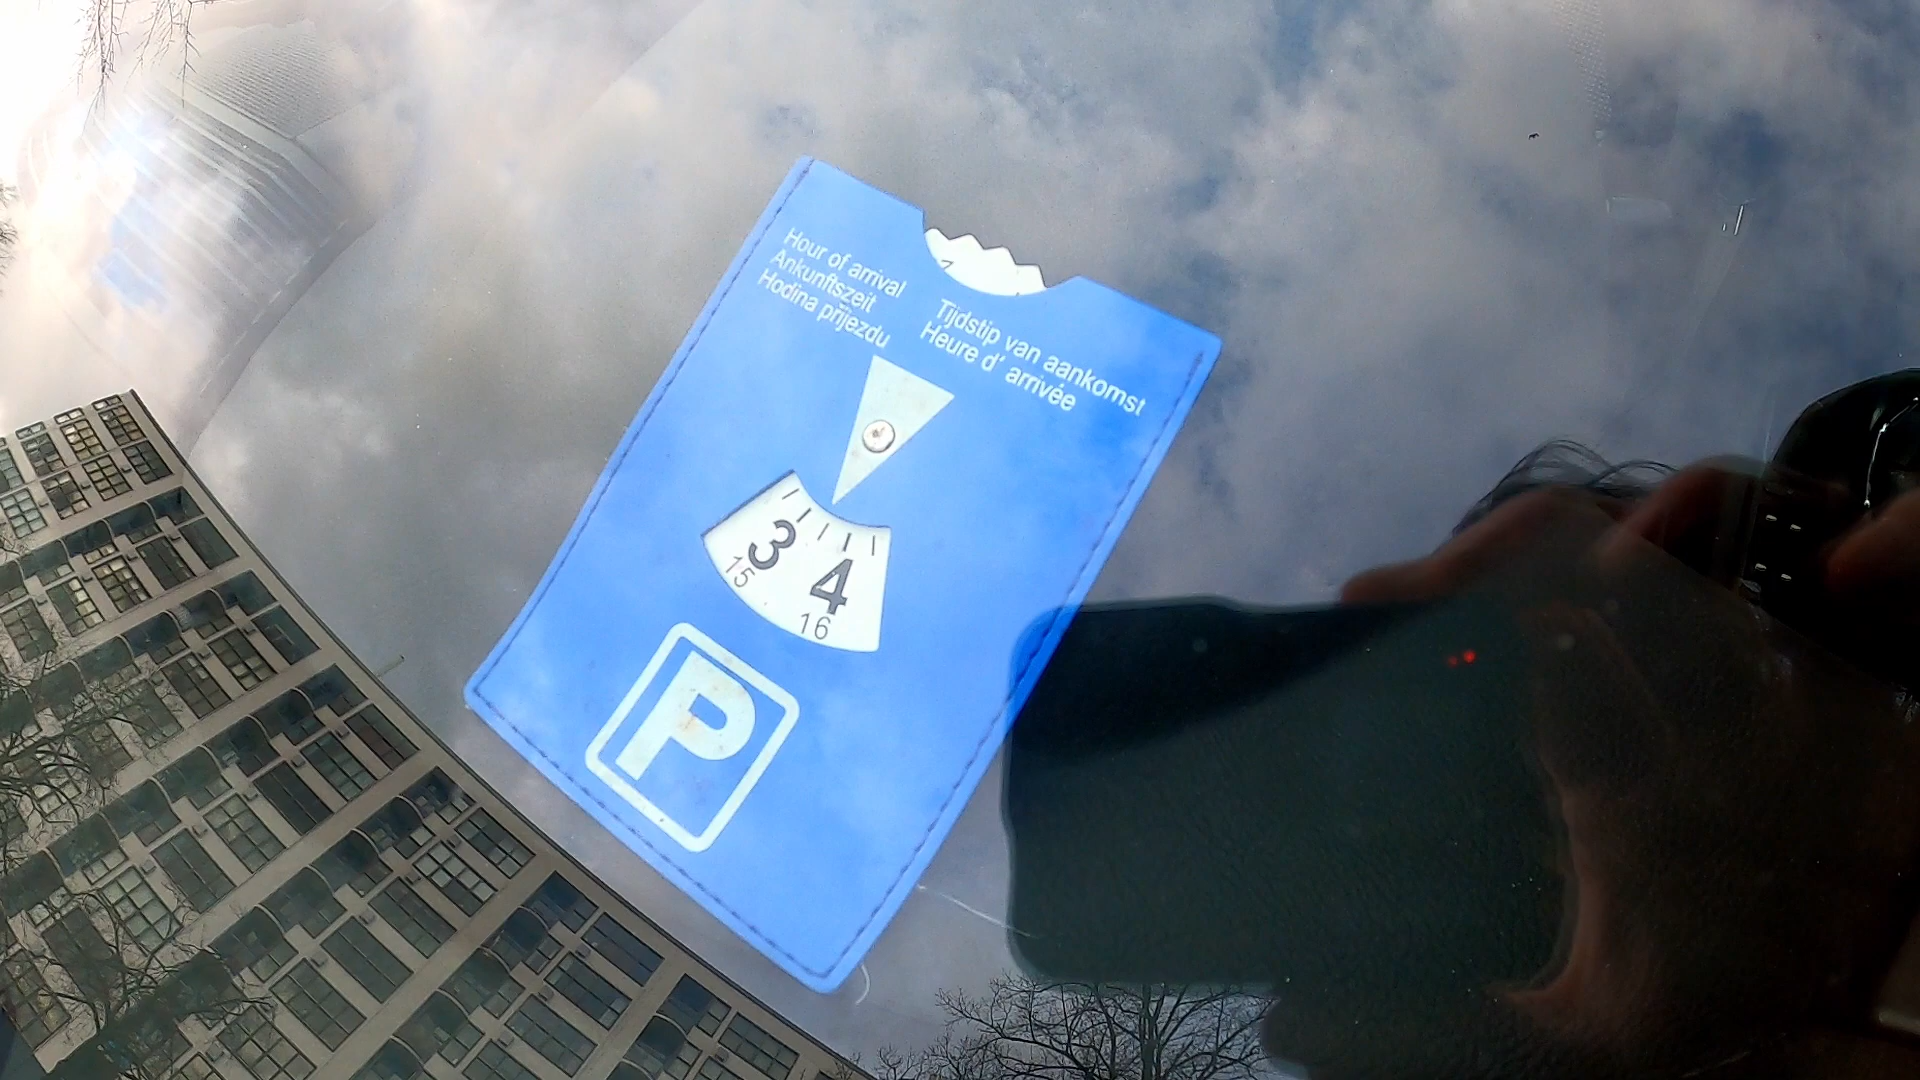 Hour of arrival
Ankunftszeit
Hodina příjezdu
Tijdstip van aankomst
Heure d' arrivée
3 4
15 16
P